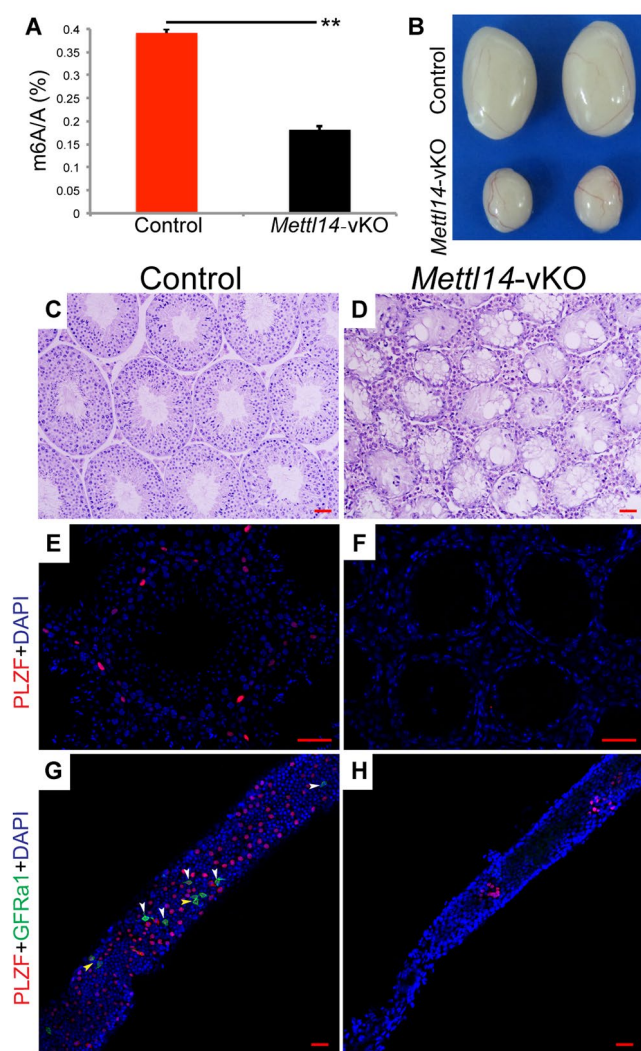 A
**
m6A/A (%)
0.4
0.35
0.3
0.25
0.2
0.15
0.1
0.05
0
Control
Mettl14-vKO
B
Control
Mettl14-vKO
Control
Mettl14-vKO
C
D
PLZF+DAPI
E
F
PLZF+GFRa1+DAPI
G
H